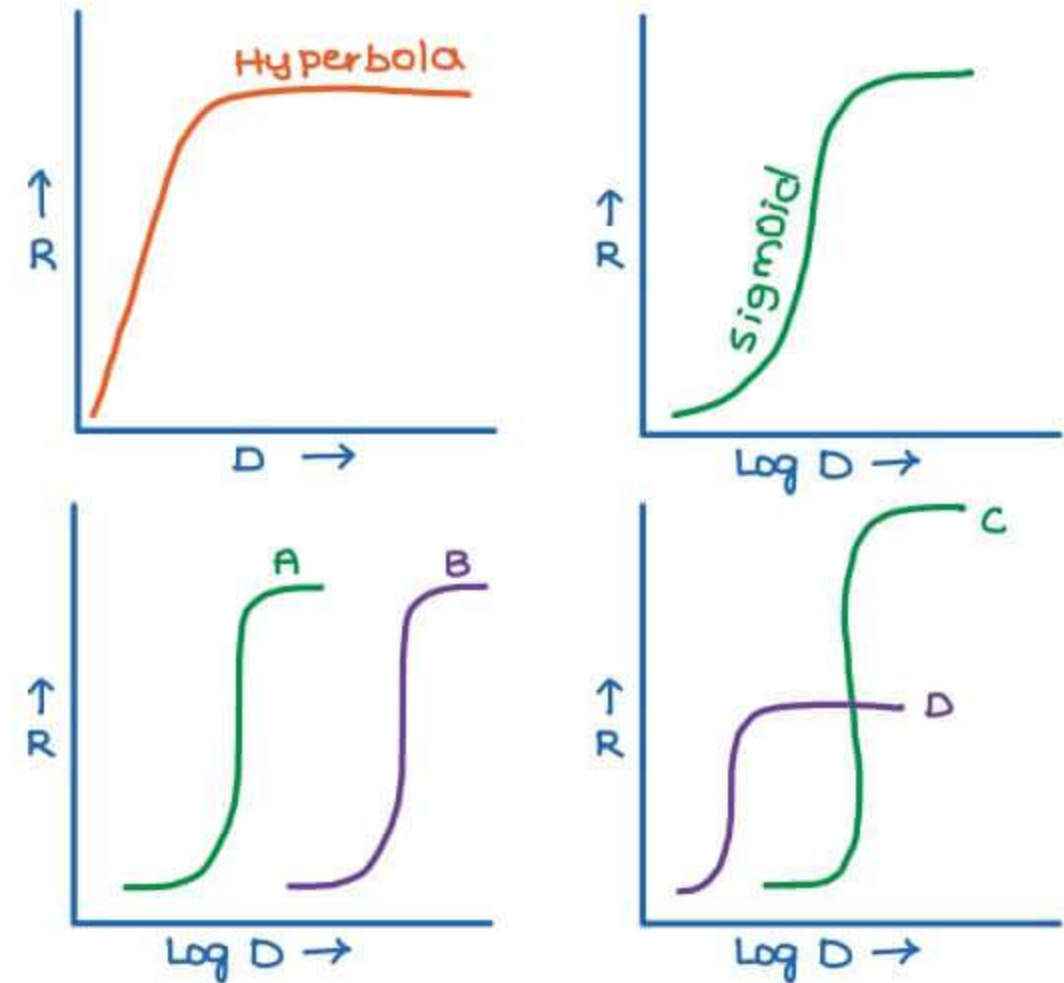 Hyperbola
↑
R
D →
sigmoid
↑
R
Log D →
A
B
↑
R
Log D →
C
D
↑
R
Log D →